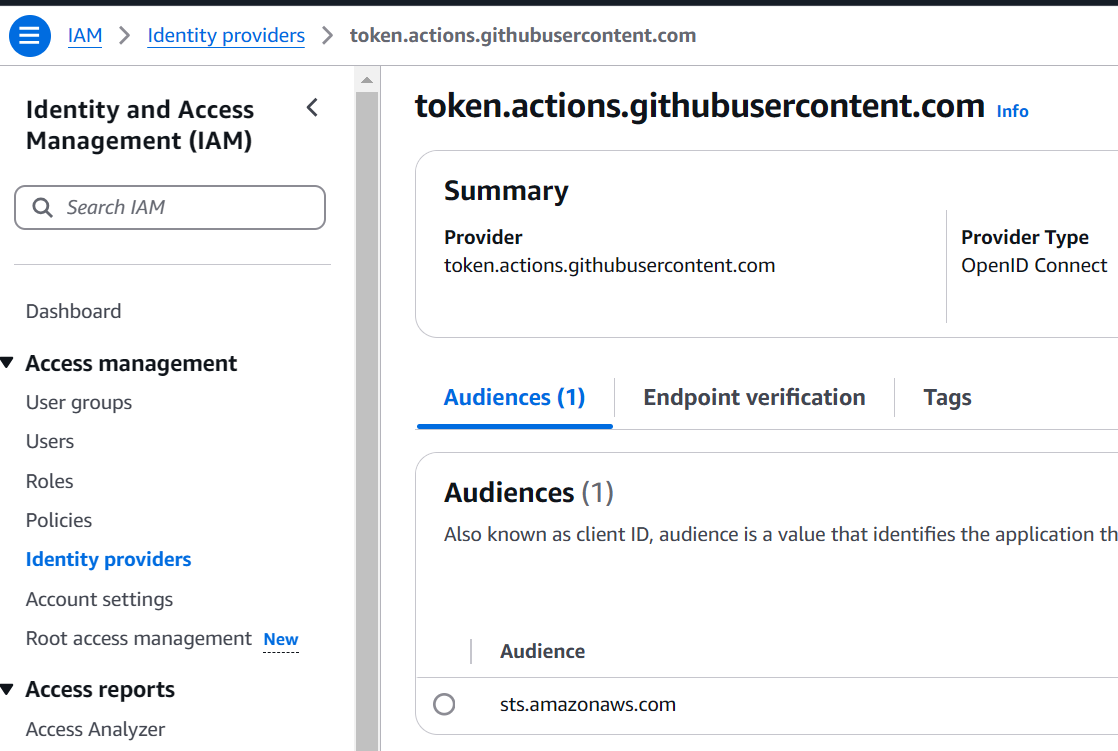 IAM > Identity providers > token.actions.githubusercontent.com
Identity and Access
Management (IAM)
Search IAM
Dashboard
Access management
User groups
Users
Roles
Policies
Identity providers
Account settings
Root access management New
Access reports
Access Analyzer
token.actions.githubusercontent.com Info
Summary
Provider
token.actions.githubusercontent.com
Provider Type
OpenID Connect
Audiences (1)
Endpoint verification
Tags
Audiences (1)
Also known as client ID, audience is a value that identifies the application th
Audience
sts.amazonaws.com